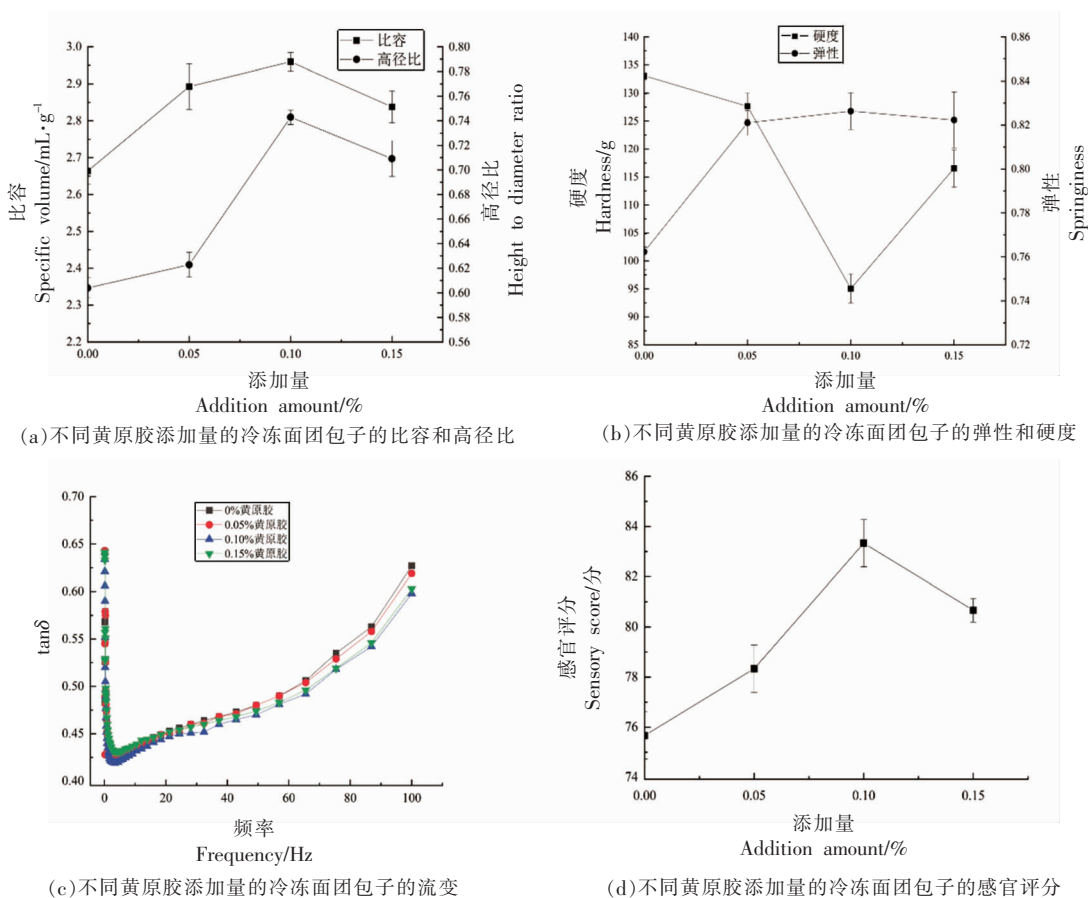 3.0
2.9
2.8
2.7
2.6
2.5
2.4
2.3
2.2
比容
Specific volume/mL·g⁻¹
比容
高径比
0.80
0.78
0.76
0.74
0.72
0.70
0.68
0.66
0.64
0.62
0.60
0.58
0.56
高径比
Height to diameter ratio
0.00
0.05
0.10
0.15
添加量
Addition amount/%
(a)不同黄原胶添加量的冷冻面团包子的比容和高径比
140
135
130
125
120
115
110
105
100
95
90
85
硬度
Hardness/g
硬度
弹性
0.86
0.84
0.82
0.80
0.78
0.76
0.74
0.72
弹性
Springiness
0.00
0.05
0.10
0.15
添加量
Addition amount/%
(b)不同黄原胶添加量的冷冻面团包子的弹性和硬度
0.70
0.65
0.60
0.55
0.50
0.45
0.40
tanδ
0%黄原胶
0.05%黄原胶
0.10%黄原胶
0.15%黄原胶
0
20
40
60
80
100
频率
Frequency/Hz
(c)不同黄原胶添加量的冷冻面团包子的流变
86
84
82
80
78
76
74
感官评分
Sensory score/分
0.00
0.05
0.10
0.15
添加量
Addition amount/%
(d)不同黄原胶添加量的冷冻面团包子的感官评分